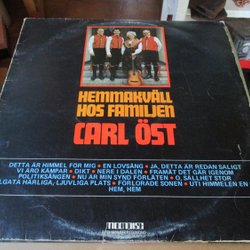 HEMMAKVÄLL
HOS FAMILJEN
CARL ÖST
DETTA ÄR HIMMEL FÖR MIG • EN LOVSÅNG • JA, DETTA ÄR REDAN SALIGT
VI ÄRO KÄMPAR • DIKT • NERE I DALEN • FRAMÅT DET GÅR IGENOM
POLITIKSÅNGEN • NU ÄR MIN SYND FÖRLÅTEN • O, SÄLLHET STOR
HÄRLIGA, LJUVLIGA PLATS • FÖRLORADE SONEN • UTI HIMMELEN EN
HEM, HEM